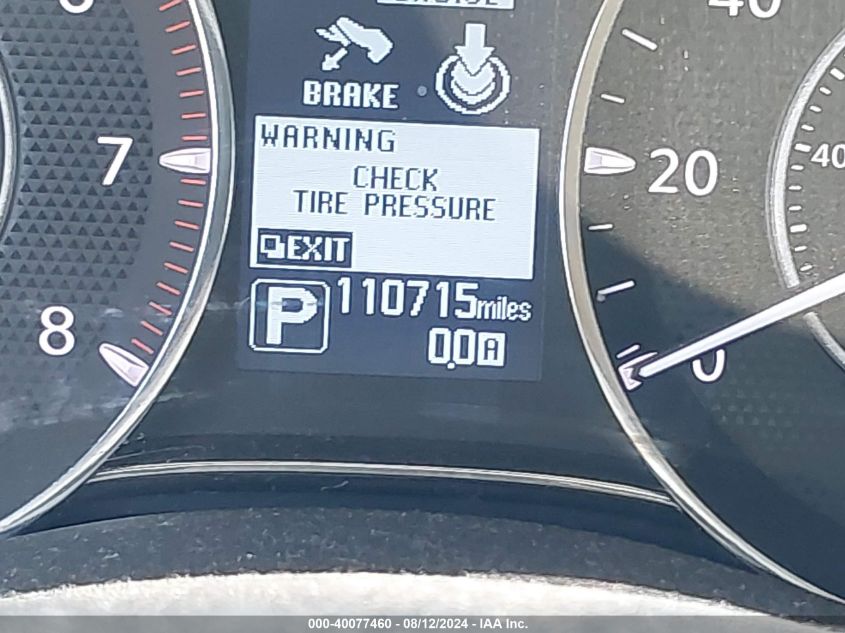 40
BRAKE
WARNING
7
20
40
CHECK
TIRE PRESSURE
EXIT
P
110715miles
8
0.0 A
0
000-40077460 - 08/12/2024 - IAA Inc.